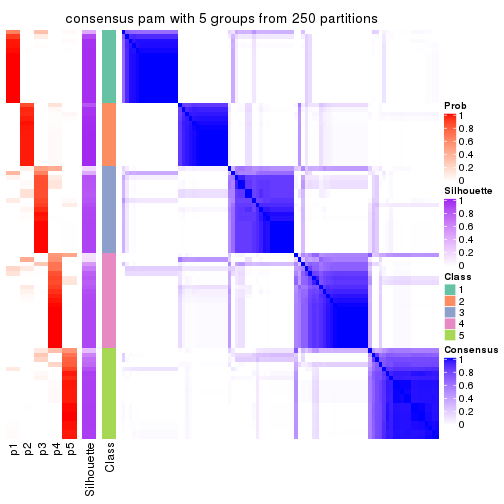 consensus pam with 5 groups from 250 partitions
Prob
1
0.8
0.6
0.4
0.2
0
Silhouette
1
0.8
0.6
0.4
0.2
0
Class
1
2
3
4
5
Consensus
1
0.8
0.6
0.4
0.2
0
p1
p2
p3
p4
p5
Silhouette
Class